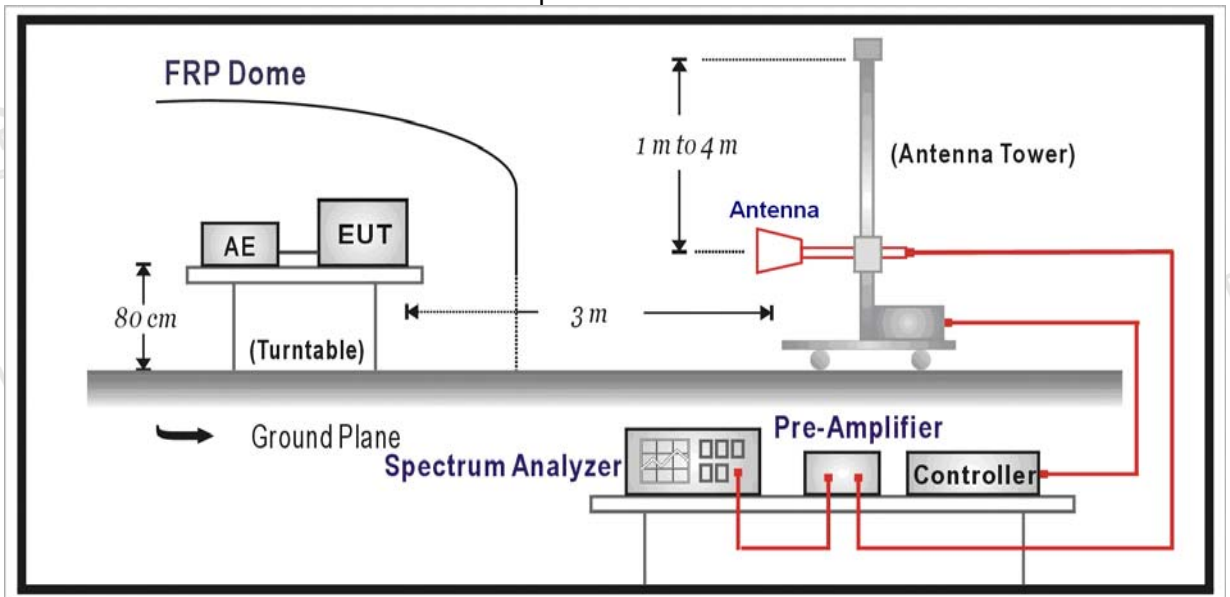 FRP Dome
1 m to 4 m
(Antenna Tower)
Antenna
AE
EUT
80 cm
3 m
(Turntable)
Ground Plane
Pre-Amplifier
Spectrum Analyzer
Controller